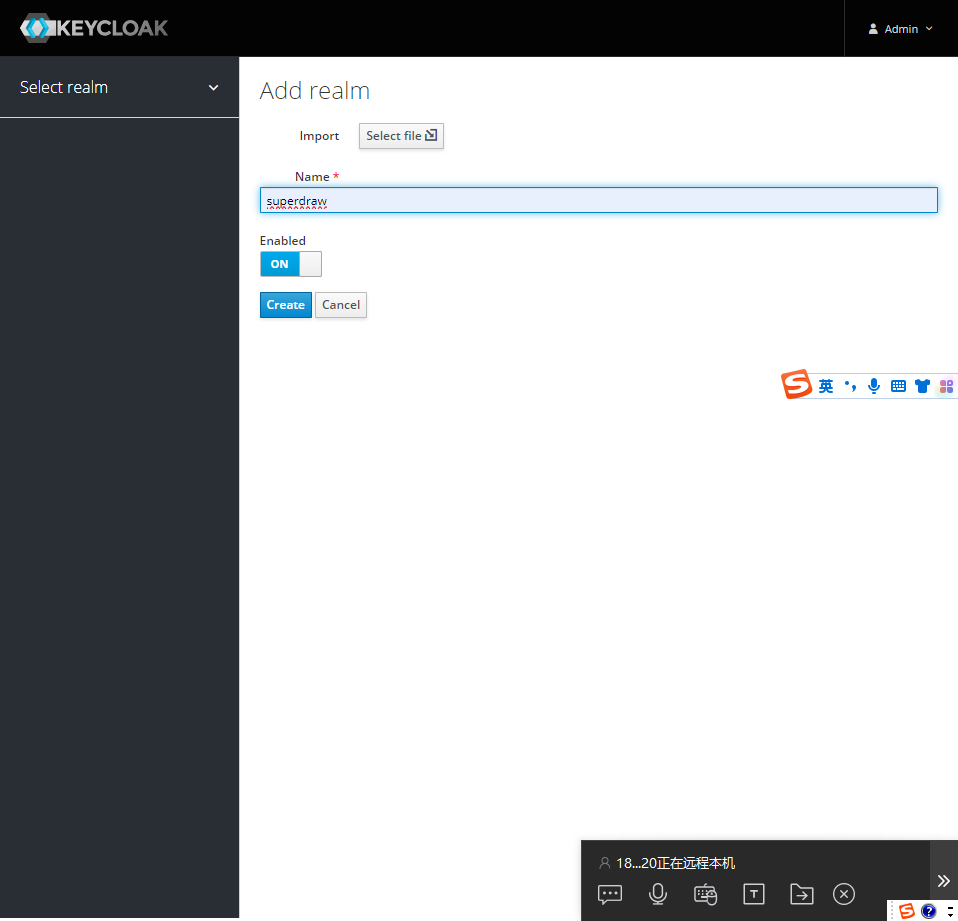 KEYCLOAK
Admin
Select realm
Add realm
Import
Select file
Name *
superdraw
Enabled
ON
Create
Cancel
英
18...20正在远程本机